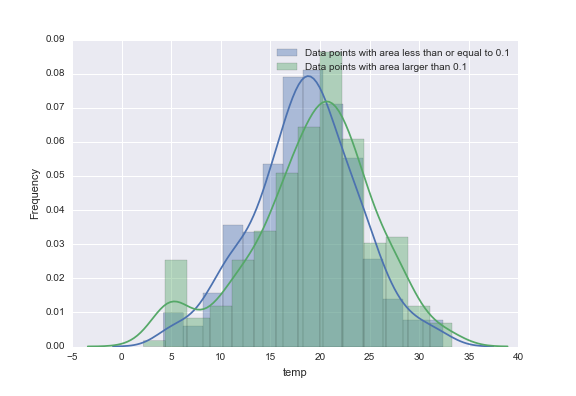 0.09
0.08
0.07
0.06
0.05
0.04
0.03
0.02
0.01
0.00
Frequency
Data points with area less than or equal to 0.1
Data points with area larger than 0.1
-5 0 5 10 15 20 25 30 35 40
temp